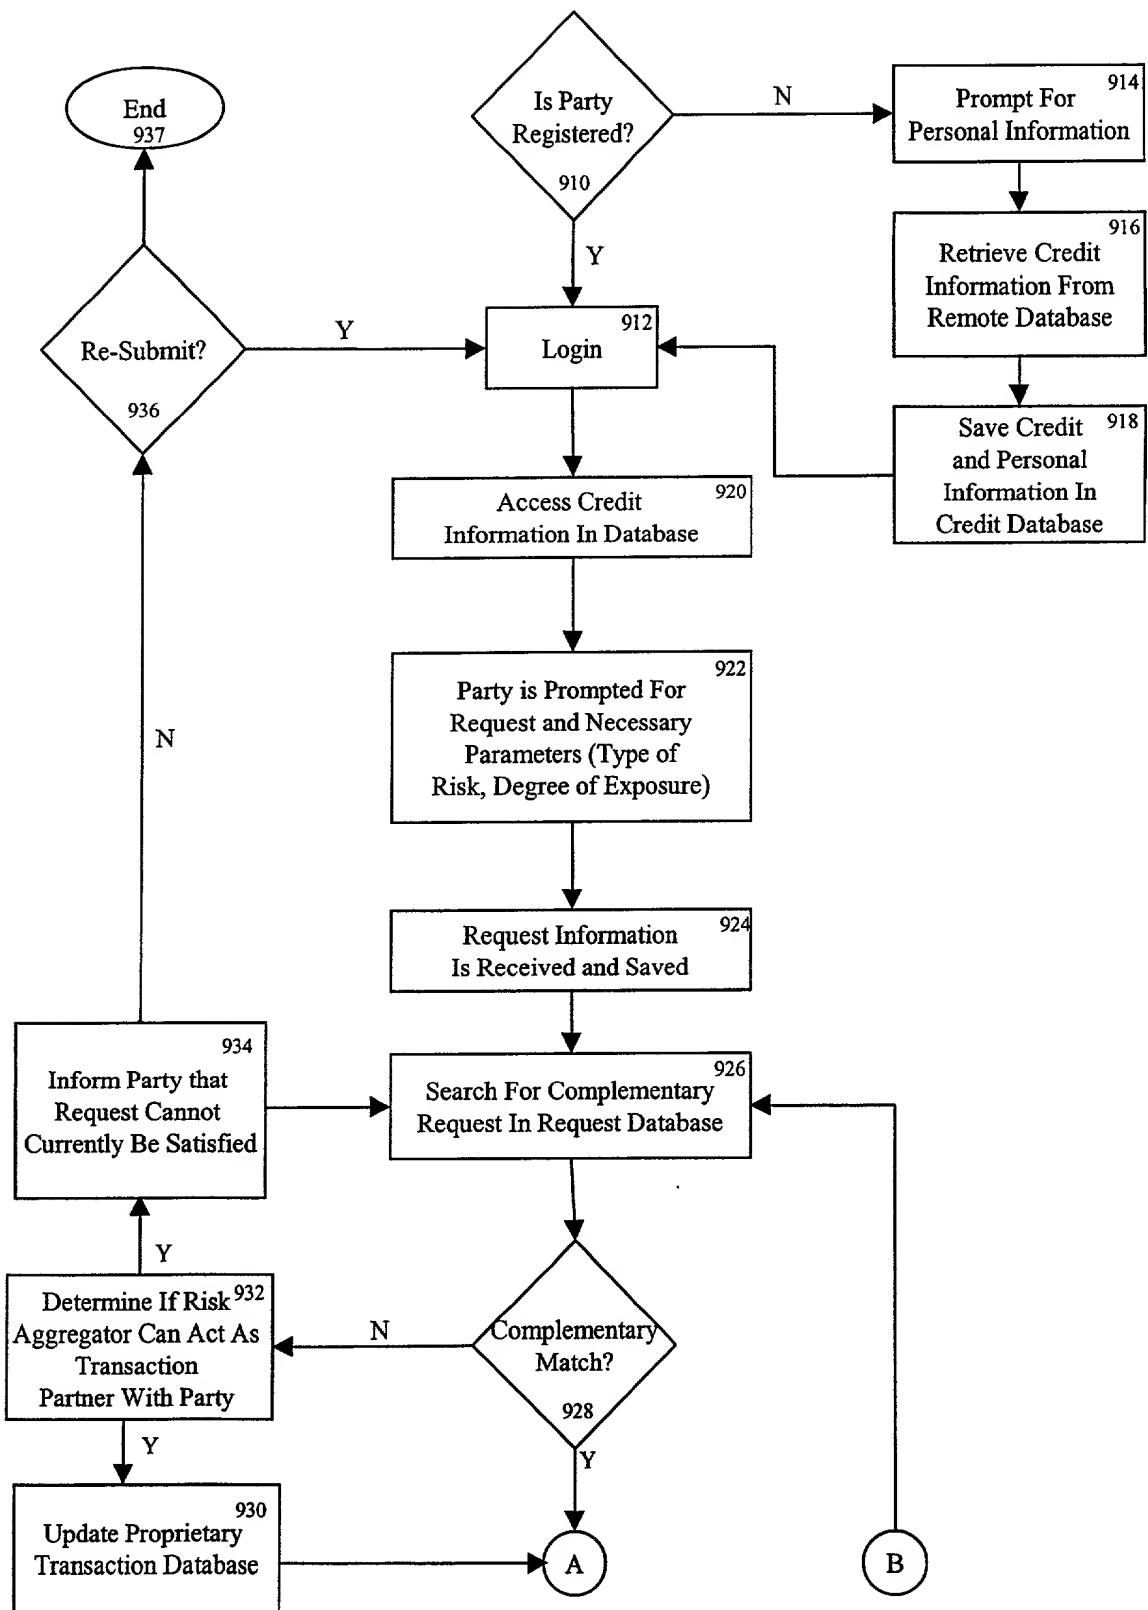 End
937
Is Party
Registered?
910
N
914
Prompt For
Personal Information
916
Retrieve Credit
Information From
Remote Database
Y
912
Login
Re-Submit?
936
Y
918
Save Credit
and Personal
Information In
Credit Database
920
Access Credit
Information In Database
922
Party is Prompted For
Request and Necessary
Parameters (Type of
Risk, Degree of Exposure)
N
924
Request Information
Is Received and Saved
934
Inform Party that
Request Cannot
Currently Be Satisfied
926
Search For Complementary
Request In Request Database
Y
Determine If Risk 932
Aggregator Can Act As
Transaction
Partner With Party
N
Complementary
Match?
928
Y
Y
930
Update Proprietary
Transaction Database
A
B